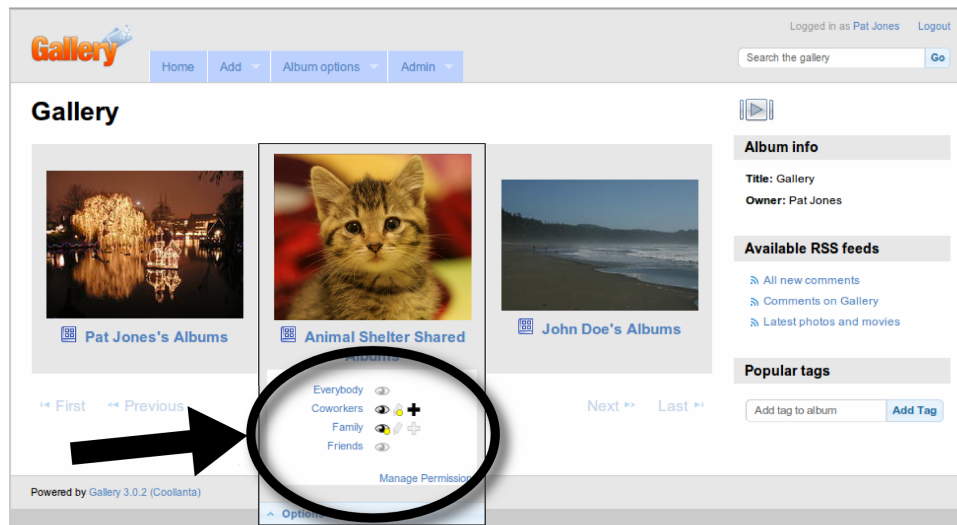 Logged in as Pat Jones Logout
Gallery
Home Add Album options Admin
Search the gallery Go
Gallery
Album info
Title: Gallery
Owner: Pat Jones
Available RSS feeds
All new comments
Comments on Gallery
Latest photos and movies
Popular tags
Add tag to album Add Tag
Pat Jones's Albums
Animal Shelter Shared
Albums
John Doe's Albums
Everybody
Coworkers
Family
Friends
Manage Permission
First Previous
Next Last
Powered by Gallery 3.0.2 (Coollanta)
Options